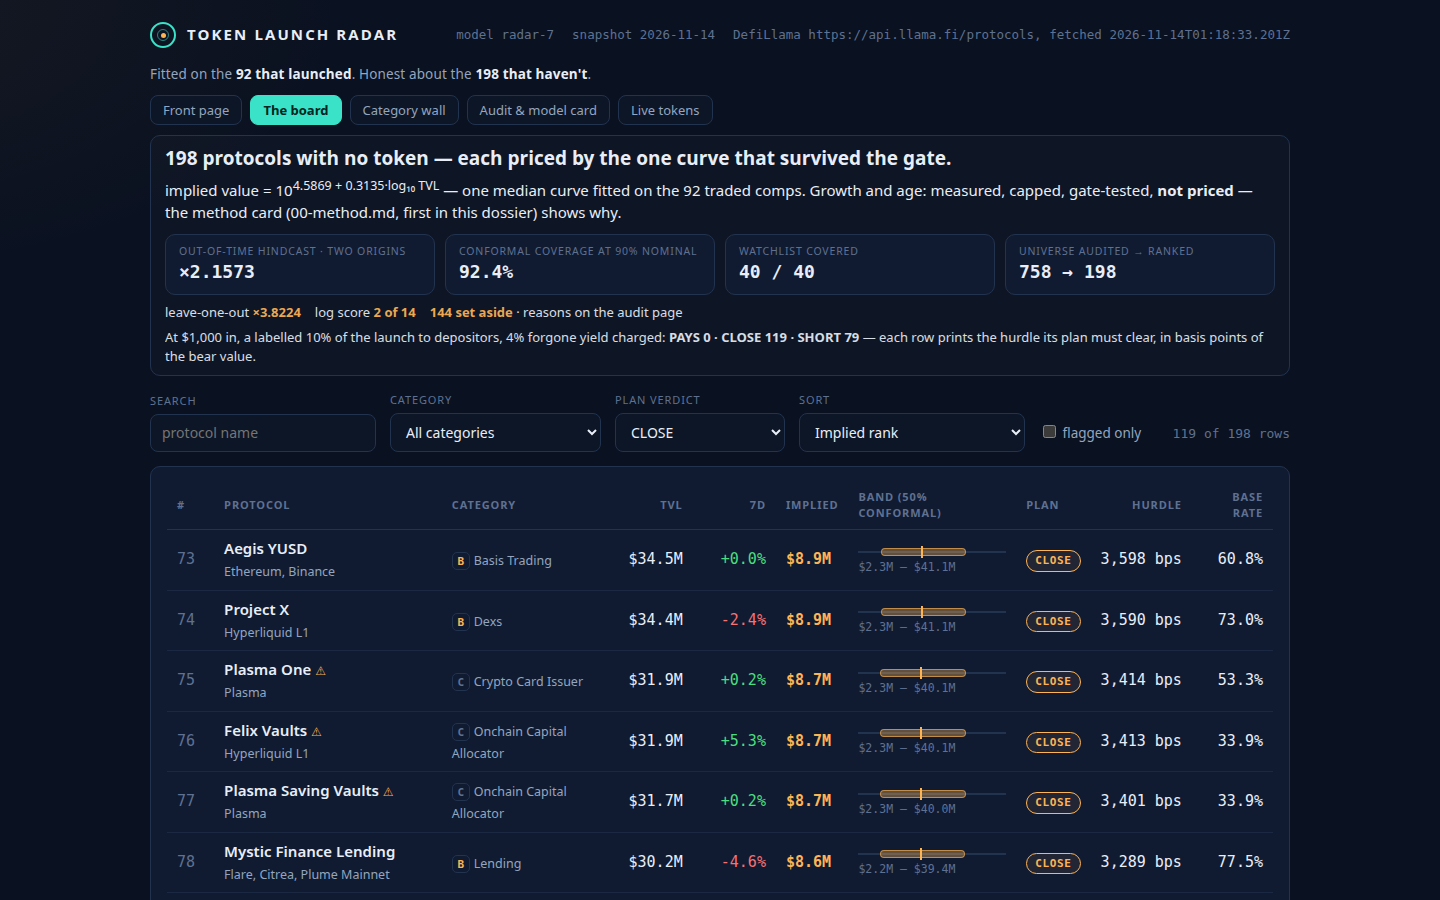 TOKEN LAUNCH RADAR
model radar-7 snapshot 2026-11-14 DefiLlama https://api.llama.fi/protocols, fetched 2026-11-14T01:18:33.201Z
Fitted on the 92 that launched. Honest about the 198 that haven't.
Front page The board Category wall Audit & model card Live tokens
198 protocols with no token — each priced by the one curve that survived the gate.
implied value = 10^4.5869 + 0.3135·log₁₀ TVL — one median curve fitted on the 92 traded comps. Growth and age: measured, capped, gate-tested, not priced —
the method card (00-method.md, first in this dossier) shows why.
OUT-OF-TIME HINDCAST · TWO ORIGINS CONFORMAL COVERAGE AT 90% NOMINAL WATCHLIST COVERED UNIVERSE AUDITED → RANKED
×2.1573 92.4% 40 / 40 758 → 198
leave-one-out ×3.8224 log score 2 of 14 144 set aside · reasons on the audit page
At $1,000 in, a labelled 10% of the launch to depositors, 4% forgone yield charged: PAYS 0 · CLOSE 119 · SHORT 79 — each row prints the hurdle its plan must clear, in basis points of
the bear value.
SEARCH CATEGORY PLAN VERDICT SORT
protocol name All categories CLOSE Implied rank flagged only 119 of 198 rows
# PROTOCOL CATEGORY TVL 7D IMPLIED BAND (50% CONFORMAL) PLAN HURDLE BASE RATE
73 Aegis YUSD B Basis Trading $34.5M +0.0% $8.9M CLOSE 3,598 bps 60.8%
Ethereum, Binance $2.3M — $41.1M
74 Project X B Dexs $34.4M -2.4% $8.9M CLOSE 3,590 bps 73.0%
Hyperliquid L1 $2.3M — $41.1M
75 Plasma One ⚠ C Crypto Card Issuer $31.9M +0.2% $8.7M CLOSE 3,414 bps 53.3%
Plasma $2.3M — $40.1M
76 Felix Vaults ⚠ C Onchain Capital Allocator $31.9M +5.3% $8.7M CLOSE 3,413 bps 33.9%
Hyperliquid L1 $2.3M — $40.1M
77 Plasma Saving Vaults ⚠ C Onchain Capital Allocator $31.7M +0.2% $8.7M CLOSE 3,401 bps 33.9%
Plasma $2.3M — $40.0M
78 Mystic Finance Lending B Lending $30.2M -4.6% $8.6M CLOSE 3,289 bps 77.5%
Flare, Citrea, Plume Mainnet $2.2M — $39.4M